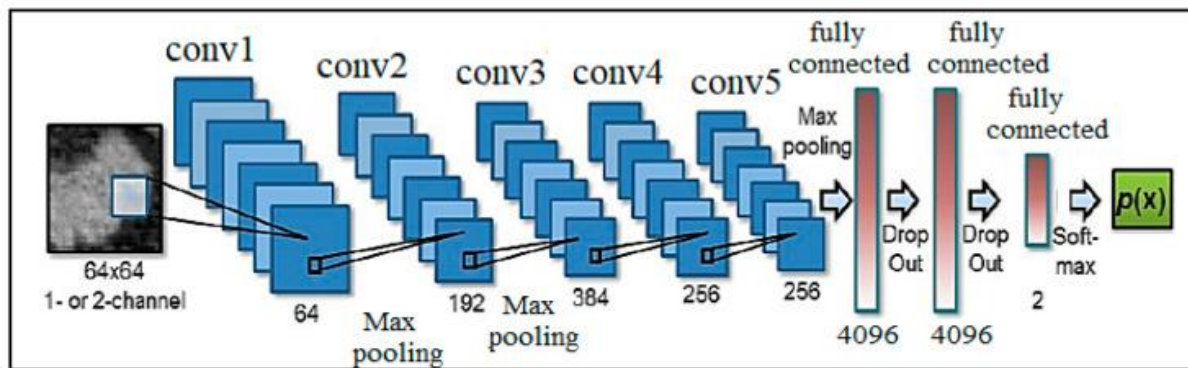 conv1
conv2
conv3
conv4
conv5
fully
connected
fully
connected
fully
connected
Max
pooling
64x64
1- or 2-channel
64
Max
pooling
192
Max
pooling
384
256
256
4096
Drop
Out
4096
Drop
Out
2
Soft-
max
p(x)